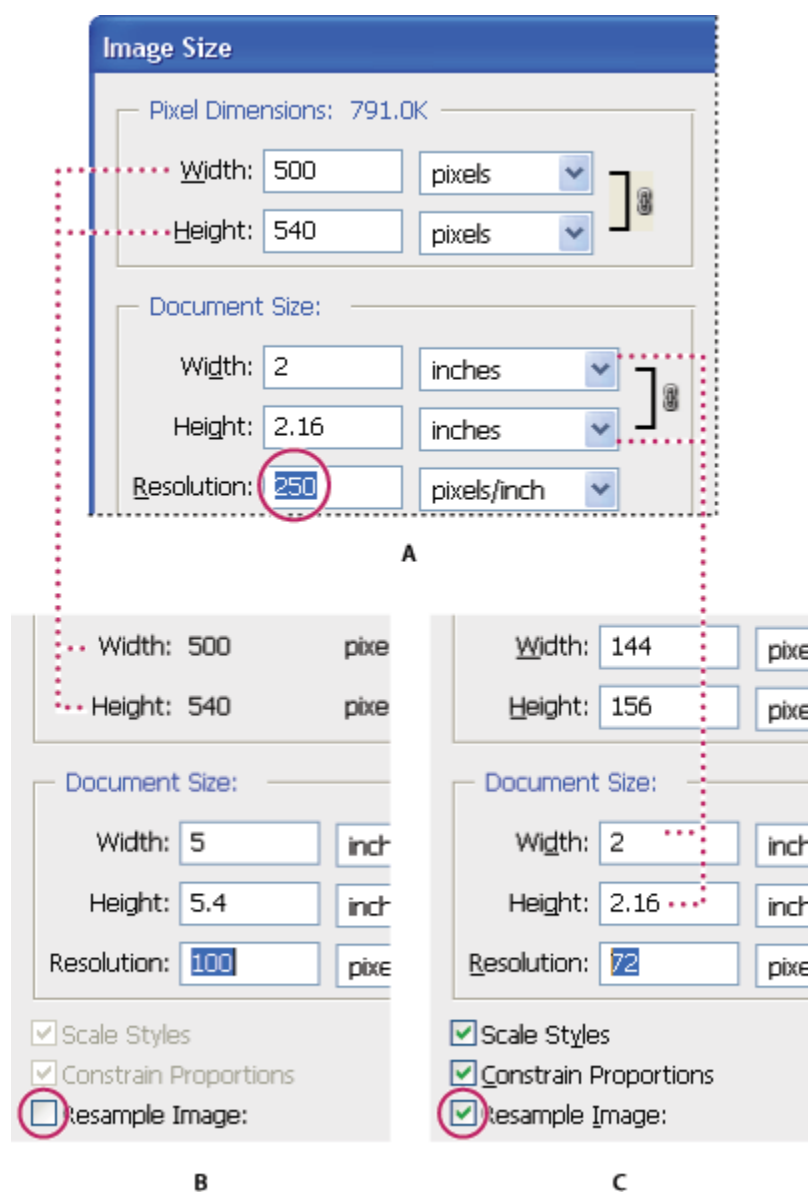 Image Size
Pixel Dimensions: 791.0K
Width: 500 pixels
Height: 540 pixels
Document Size:
Width: 2 inches
Height: 2.16 inches
Resolution: 250 pixels/inch
A
Width: 500 pixe
Height: 540 pixe
Document Size:
Width: 5 inch
Height: 5.4 inch
Resolution: 100 pixe
Scale Styles
Constrain Proportions
Resample Image:
B
Width: 144 pixe
Height: 156 pixe
Document Size:
Width: 2 inch
Height: 2.16 inch
Resolution: 72 pixe
Scale Styles
Constrain Proportions
Resample Image:
C